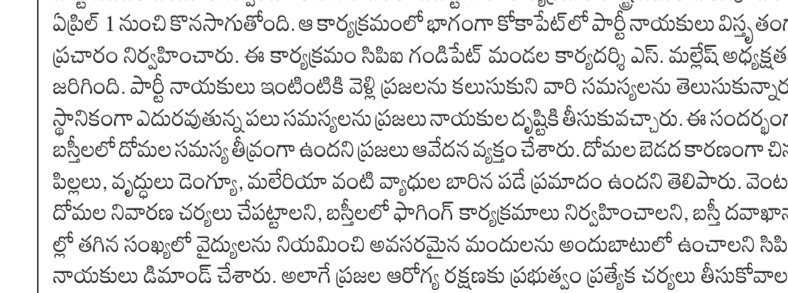 ఏప్రిల్ 1 నుంచి కొనసాగుతోంది. ఆ కార్యక్రమంలో భాగంగా కోకాపేట్‌లో పార్టీ నాయకులు విస్తృతంగ
ప్రచారం నిర్వహించారు. ఈ కార్యక్రమం సిపిఐ గండిపేట్ మండల కార్యదర్శి ఎస్. మల్లేష్ అధ్యక్షత
జరిగింది. పార్టీ నాయకులు ఇంటింటికి వెళ్లి ప్రజలను కలుసుకుని వారి సమస్యలను తెలుసుకున్నార
స్థానికంగా ఎదురవుతున్న పలు సమస్యలను ప్రజలు నాయకుల దృష్టికి తీసుకువచ్చారు. ఈ సందర్భంగ
బస్తీలలో దోమల సమస్య తీవ్రంగా ఉందని ప్రజలు ఆవేదన వ్యక్తం చేశారు. దోమల బెడద కారణంగా చిన
పిల్లలు, వృద్ధులు డెంగ్యూ, మలేరియా వంటి వ్యాధుల బారిన పడే ప్రమాదం ఉందని తెలిపారు. వెంట
దోమల నివారణ చర్యలు చేపట్టాలని, బస్తీలలో ఫాగింగ్ కార్యక్రమాలు నిర్వహించాలని, బస్తీ దవాఖాన
ల్లో తగిన సంఖ్యలో వైద్యులను నియమించి అవసరమైన మందులను అందుబాటులో ఉంచాలని సిపి
నాయకులు డిమాండ్ చేశారు. అలాగే ప్రజల ఆరోగ్య రక్షణకు ప్రభుత్వం ప్రత్యేక చర్యలు తీసుకోవాల